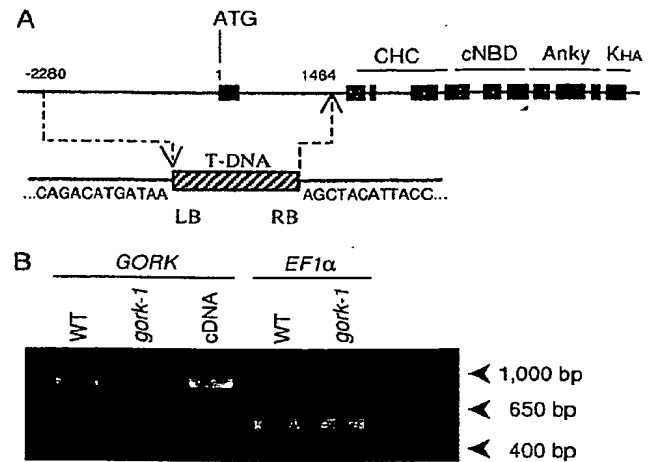 A
ATG
-2280 1 1464 CHC cNBD Anky KHA
T-DNA
...CAGACATGATAA AGCTACATTACC...
LB RB
B
GORK EF1α
WT gork-1 cDNA WT gork-1
1,000 bp
650 bp
400 bp